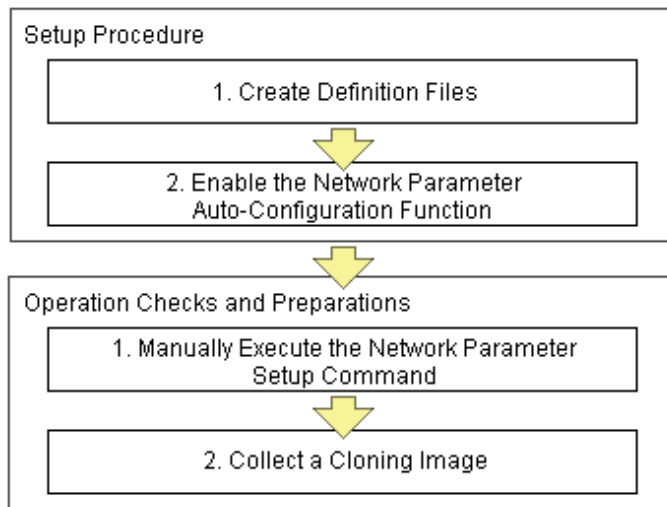 Setup Procedure
1. Create Definition Files
2. Enable the Network Parameter
Auto-Configuration Function
Operation Checks and Preparations
1. Manually Execute the Network Parameter
Setup Command
2. Collect a Cloning Image